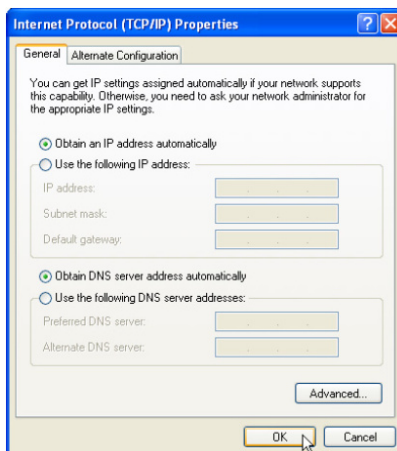 Internet Protocol (TCP/IP) Properties
General
Alternate Configuration
You can get IP settings assigned automatically if your network supports
this capability. Otherwise, you need to ask your network administrator for
the appropriate IP settings.
Obtain an IP address automatically
Use the following IP address:
IP address:
Subnet mask:
Default gateway:
Obtain DNS server address automatically
Use the following DNS server addresses:
Preferred DNS server:
Alternate DNS server:
Advanced...
OK
Cancel